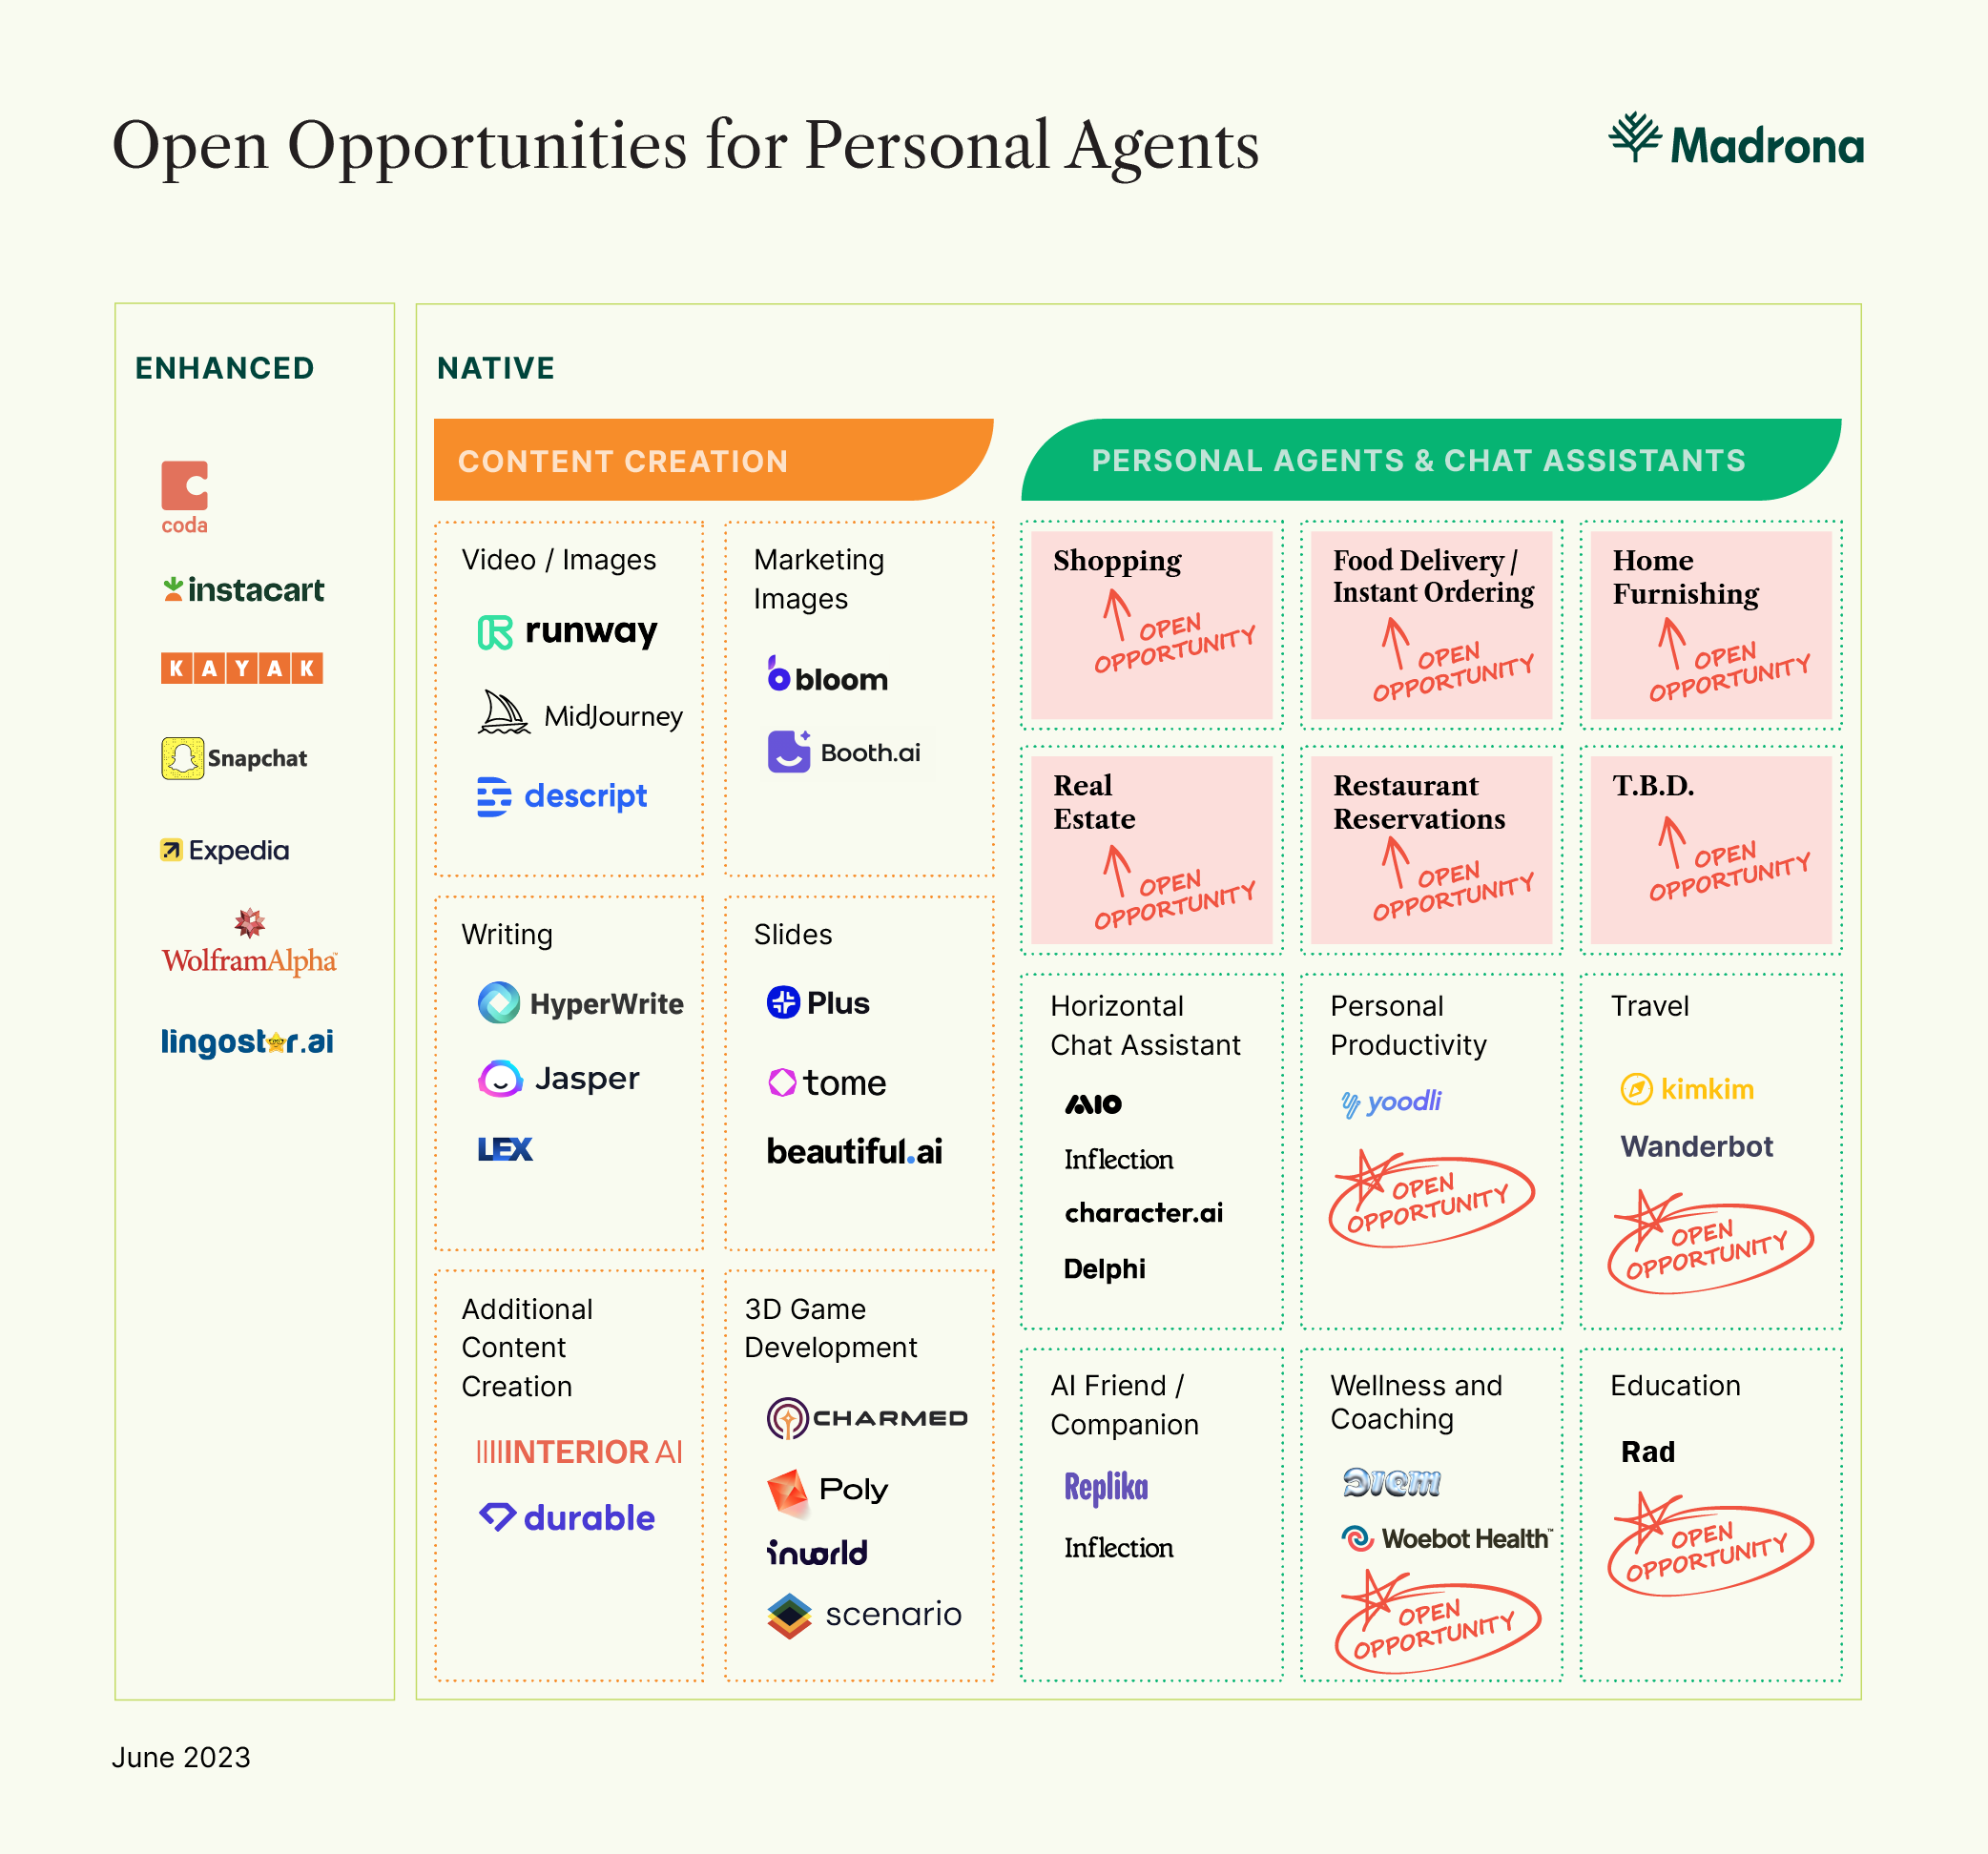 Open Opportunities for Personal Agents
Madrona
ENHANCED
coda
instacart
KAYAK
Snapchat
Expedia
WolframAlpha™
lingostar.ai
NATIVE
CONTENT CREATION
Video / Images
runway
MidJourney
descript
Marketing
Images
bloom
Booth.ai
Writing
HyperWrite
Jasper
LEX
Slides
Plus
tome
beautiful.ai
Additional
Content
Creation
INTERIOR AI
durable
3D Game
Development
CHARMED
Poly
inworld
scenario
PERSONAL AGENTS & CHAT ASSISTANTS
Shopping
OPEN
OPPORTUNITY
Food Delivery /
Instant Ordering
OPEN
OPPORTUNITY
Home
Furnishing
OPEN
OPPORTUNITY
Real
Estate
OPEN
OPPORTUNITY
Restaurant
Reservations
OPEN
OPPORTUNITY
T.B.D.
OPEN
OPPORTUNITY
Horizontal
Chat Assistant
Inflection
character.ai
Delphi
Personal
Productivity
yoodli
OPEN
OPPORTUNITY
Travel
kimkim
Wanderbot
OPEN
OPPORTUNITY
AI Friend /
Companion
Replika
Inflection
Wellness and
Coaching
Diem
Woebot Health™
OPEN
OPPORTUNITY
Education
Rad
OPEN
OPPORTUNITY
June 2023